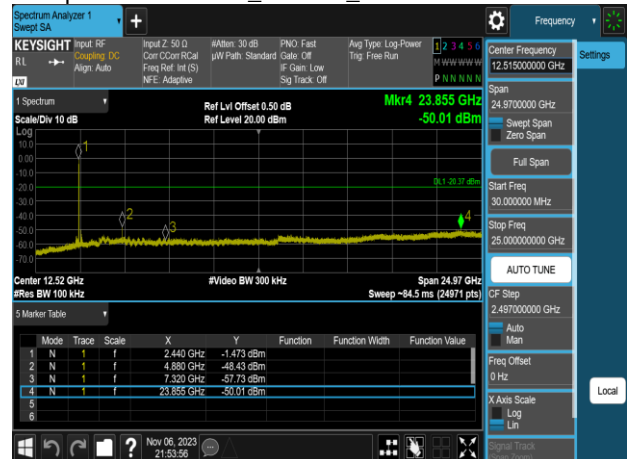 Spectrum Analyzer 1
Swept SA
+
Frequency
KEYSIGHT
RL
LXI
Input: RF
Coupling: DC
Align: Auto
Input Z: 50 Ω
Corr CCorr RCal
Freq Ref: Int (S)
NFE: Adaptive
#Atten: 30 dB
µW Path: Standard
PNO: Fast
Gate: Off
IF Gain: Low
Sig Track: Off
Avg Type: Log-Power
Trig: Free Run
1 2 3 4 5 6
M W W W W W
P N N N N N
Center Frequency
12.515000000 GHz
Settings
Span
24.9700000 GHz
Swept Span
Zero Span
Full Span
Start Freq
30.000000 MHz
Stop Freq
25.000000000 GHz
AUTO TUNE
CF Step
2.497000000 GHz
Auto
Man
Freq Offset
0 Hz
X Axis Scale
Log
Lin
Signal Track
Local
1 Spectrum
Scale/Div 10 dB
Ref Lvl Offset 0.50 dB
Ref Level 20.00 dBm
Mkr4 23.855 GHz
-50.01 dBm
Log
10.0
0.00
-10.0
-20.0
-30.0
-40.0
-50.0
-60.0
-70.0
1
2
3
4
DL1 -20.37 dBm
Center 12.52 GHz
#Res BW 100 kHz
#Video BW 300 kHz
Span 24.97 GHz
Sweep ~84.5 ms (24971 pts)
5 Marker Table
Mode Trace Scale X Y Function Function Width Function Value
1 N 1 f 2.440 GHz -1.473 dBm
2 N 1 f 4.880 GHz -48.43 dBm
3 N 1 f 7.320 GHz -57.73 dBm
4 N 1 f 23.855 GHz -50.01 dBm
5
6
?
Nov 06, 2023
21:53:56